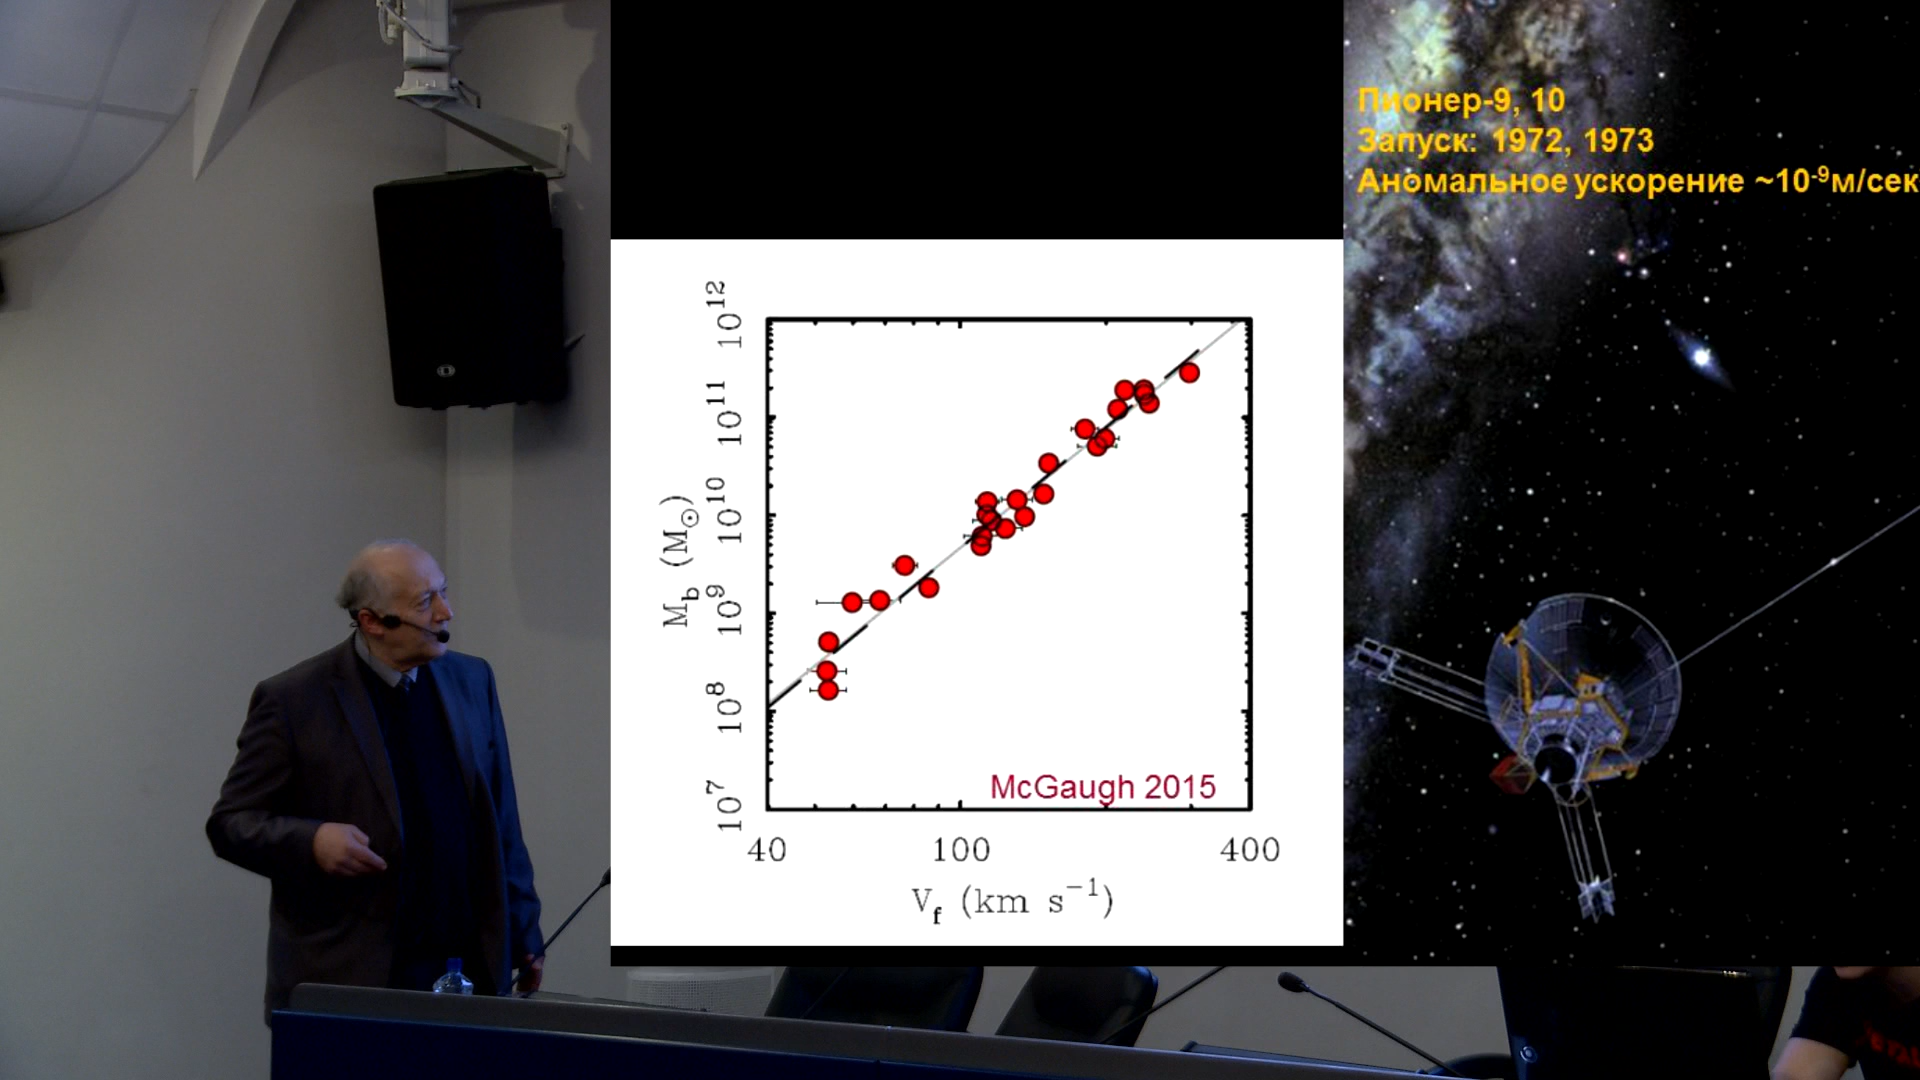 Пионер-9, 10
Запуск: 1972, 1973
Аномальное ускорение ~10⁻⁹м/сек
10¹²
10¹¹
10¹⁰
10⁹
10⁸
10⁷
M_b (M_⊙)
40 100 400
V_f (km s⁻¹)
McGaugh 2015